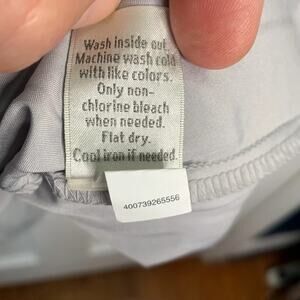 Wash inside out.
Machine wash cold
with like colors.
Only non-
chlorine bleach
when needed.
Flat dry.
Cool iron if needed.
400739265556